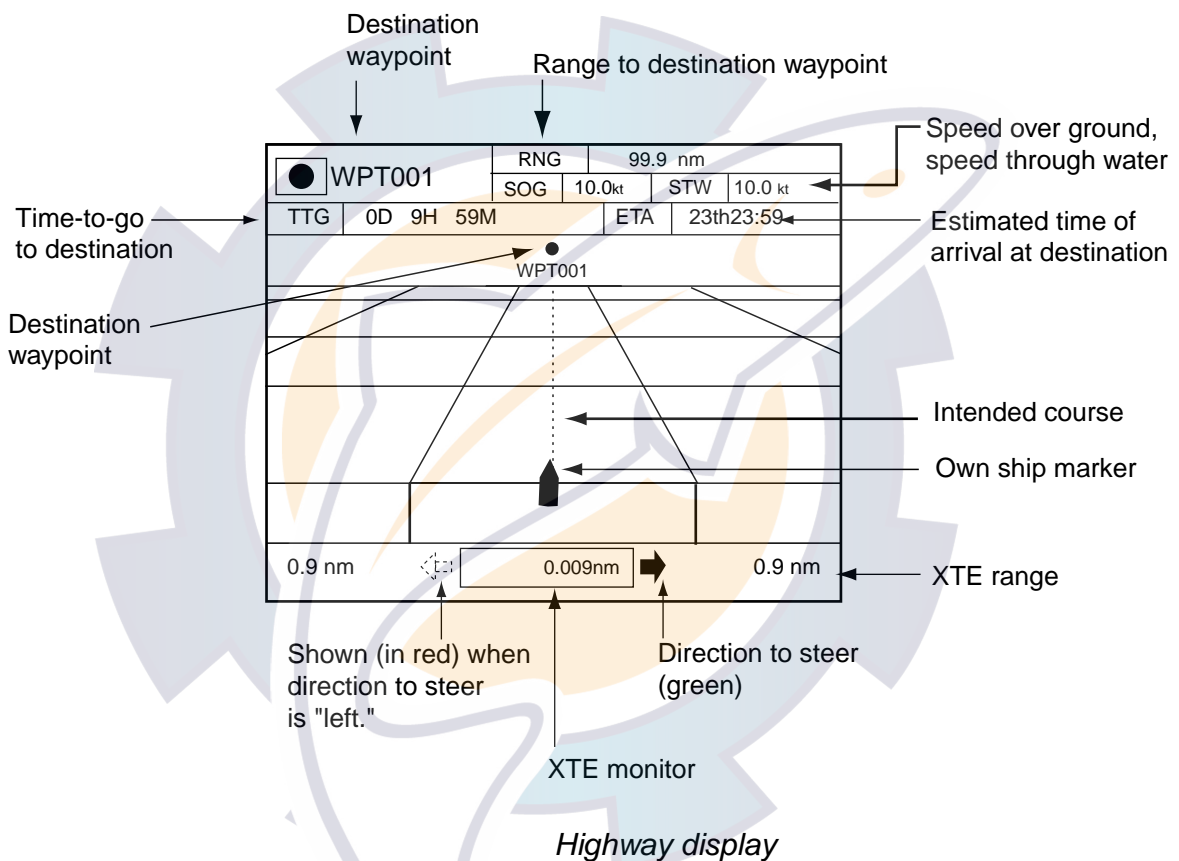 Destination
waypoint
Range to destination waypoint
Speed over ground,
speed through water
WPT001
RNG 99.9 nm
SOG 10.0kt STW 10.0 kt
TTG 0D 9H 59M ETA 23th23:59
Time-to-go
to destination
Estimated time of
arrival at destination
WPT001
Destination
waypoint
Intended course
Own ship marker
0.9 nm 0.009nm 0.9 nm
XTE range
Shown (in red) when
direction to steer
is "left."
Direction to steer
(green)
XTE monitor
Highway display